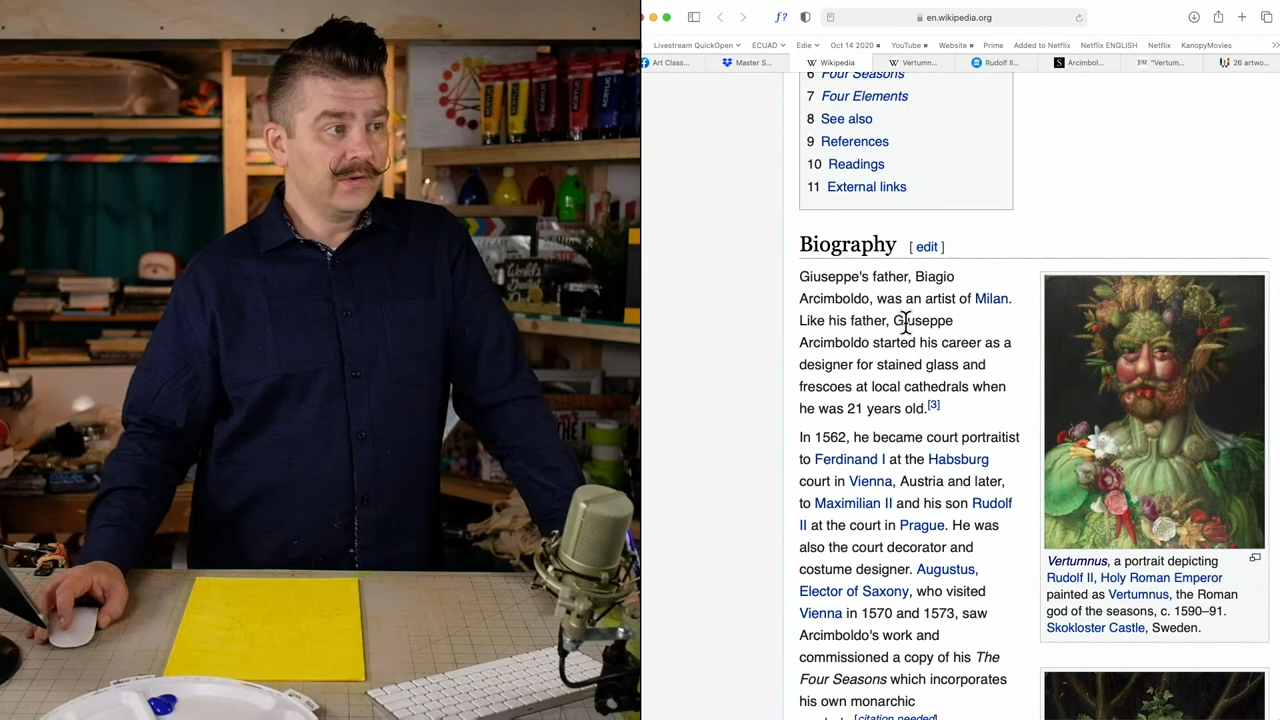 f?
en.wikipedia.org
Livestream QuickOpen
ECUAD
Edie
Oct 14 2020
YouTube
Website
Prime
Added to Netflix
Netflix ENGLISH
Netflix
KanopyMovies
Art Class...
Master S...
Wikipedia
Vertumn...
Rudolf II...
Arcimbol...
"Vertum...
26 artwo...
6 Four Seasons
7 Four Elements
8 See also
9 References
10 Readings
11 External links
Biography [ edit ]
Giuseppe's father, Biagio
Arcimboldo, was an artist of Milan.
Like his father, Giuseppe
Arcimboldo started his career as a
designer for stained glass and
frescoes at local cathedrals when
he was 21 years old.[3]
In 1562, he became court portraitist
to Ferdinand I at the Habsburg
court in Vienna, Austria and later,
to Maximilian II and his son Rudolf
II at the court in Prague. He was
also the court decorator and
costume designer. Augustus,
Elector of Saxony, who visited
Vienna in 1570 and 1573, saw
Arcimboldo's work and
commissioned a copy of his The
Four Seasons which incorporates
his own monarchic
[citation needed]
Vertumnus, a portrait depicting
Rudolf II, Holy Roman Emperor
painted as Vertumnus, the Roman
god of the seasons, c. 1590–91.
Skokloster Castle, Sweden.
World's